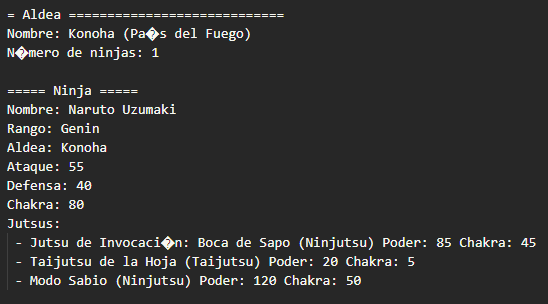 = Aldea ===========================
Nombre: Konoha (Pa�s del Fuego)
N�mero de ninjas: 1
===== Ninja =====
Nombre: Naruto Uzumaki
Rango: Genin
Aldea: Konoha
Ataque: 55
Defensa: 40
Chakra: 80
Jutsus:
- Jutsu de Invocaci�n: Boca de Sapo (Ninjutsu) Poder: 85 Chakra: 45
- Taijutsu de la Hoja (Taijutsu) Poder: 20 Chakra: 5
- Modo Sabio (Ninjutsu) Poder: 120 Chakra: 50